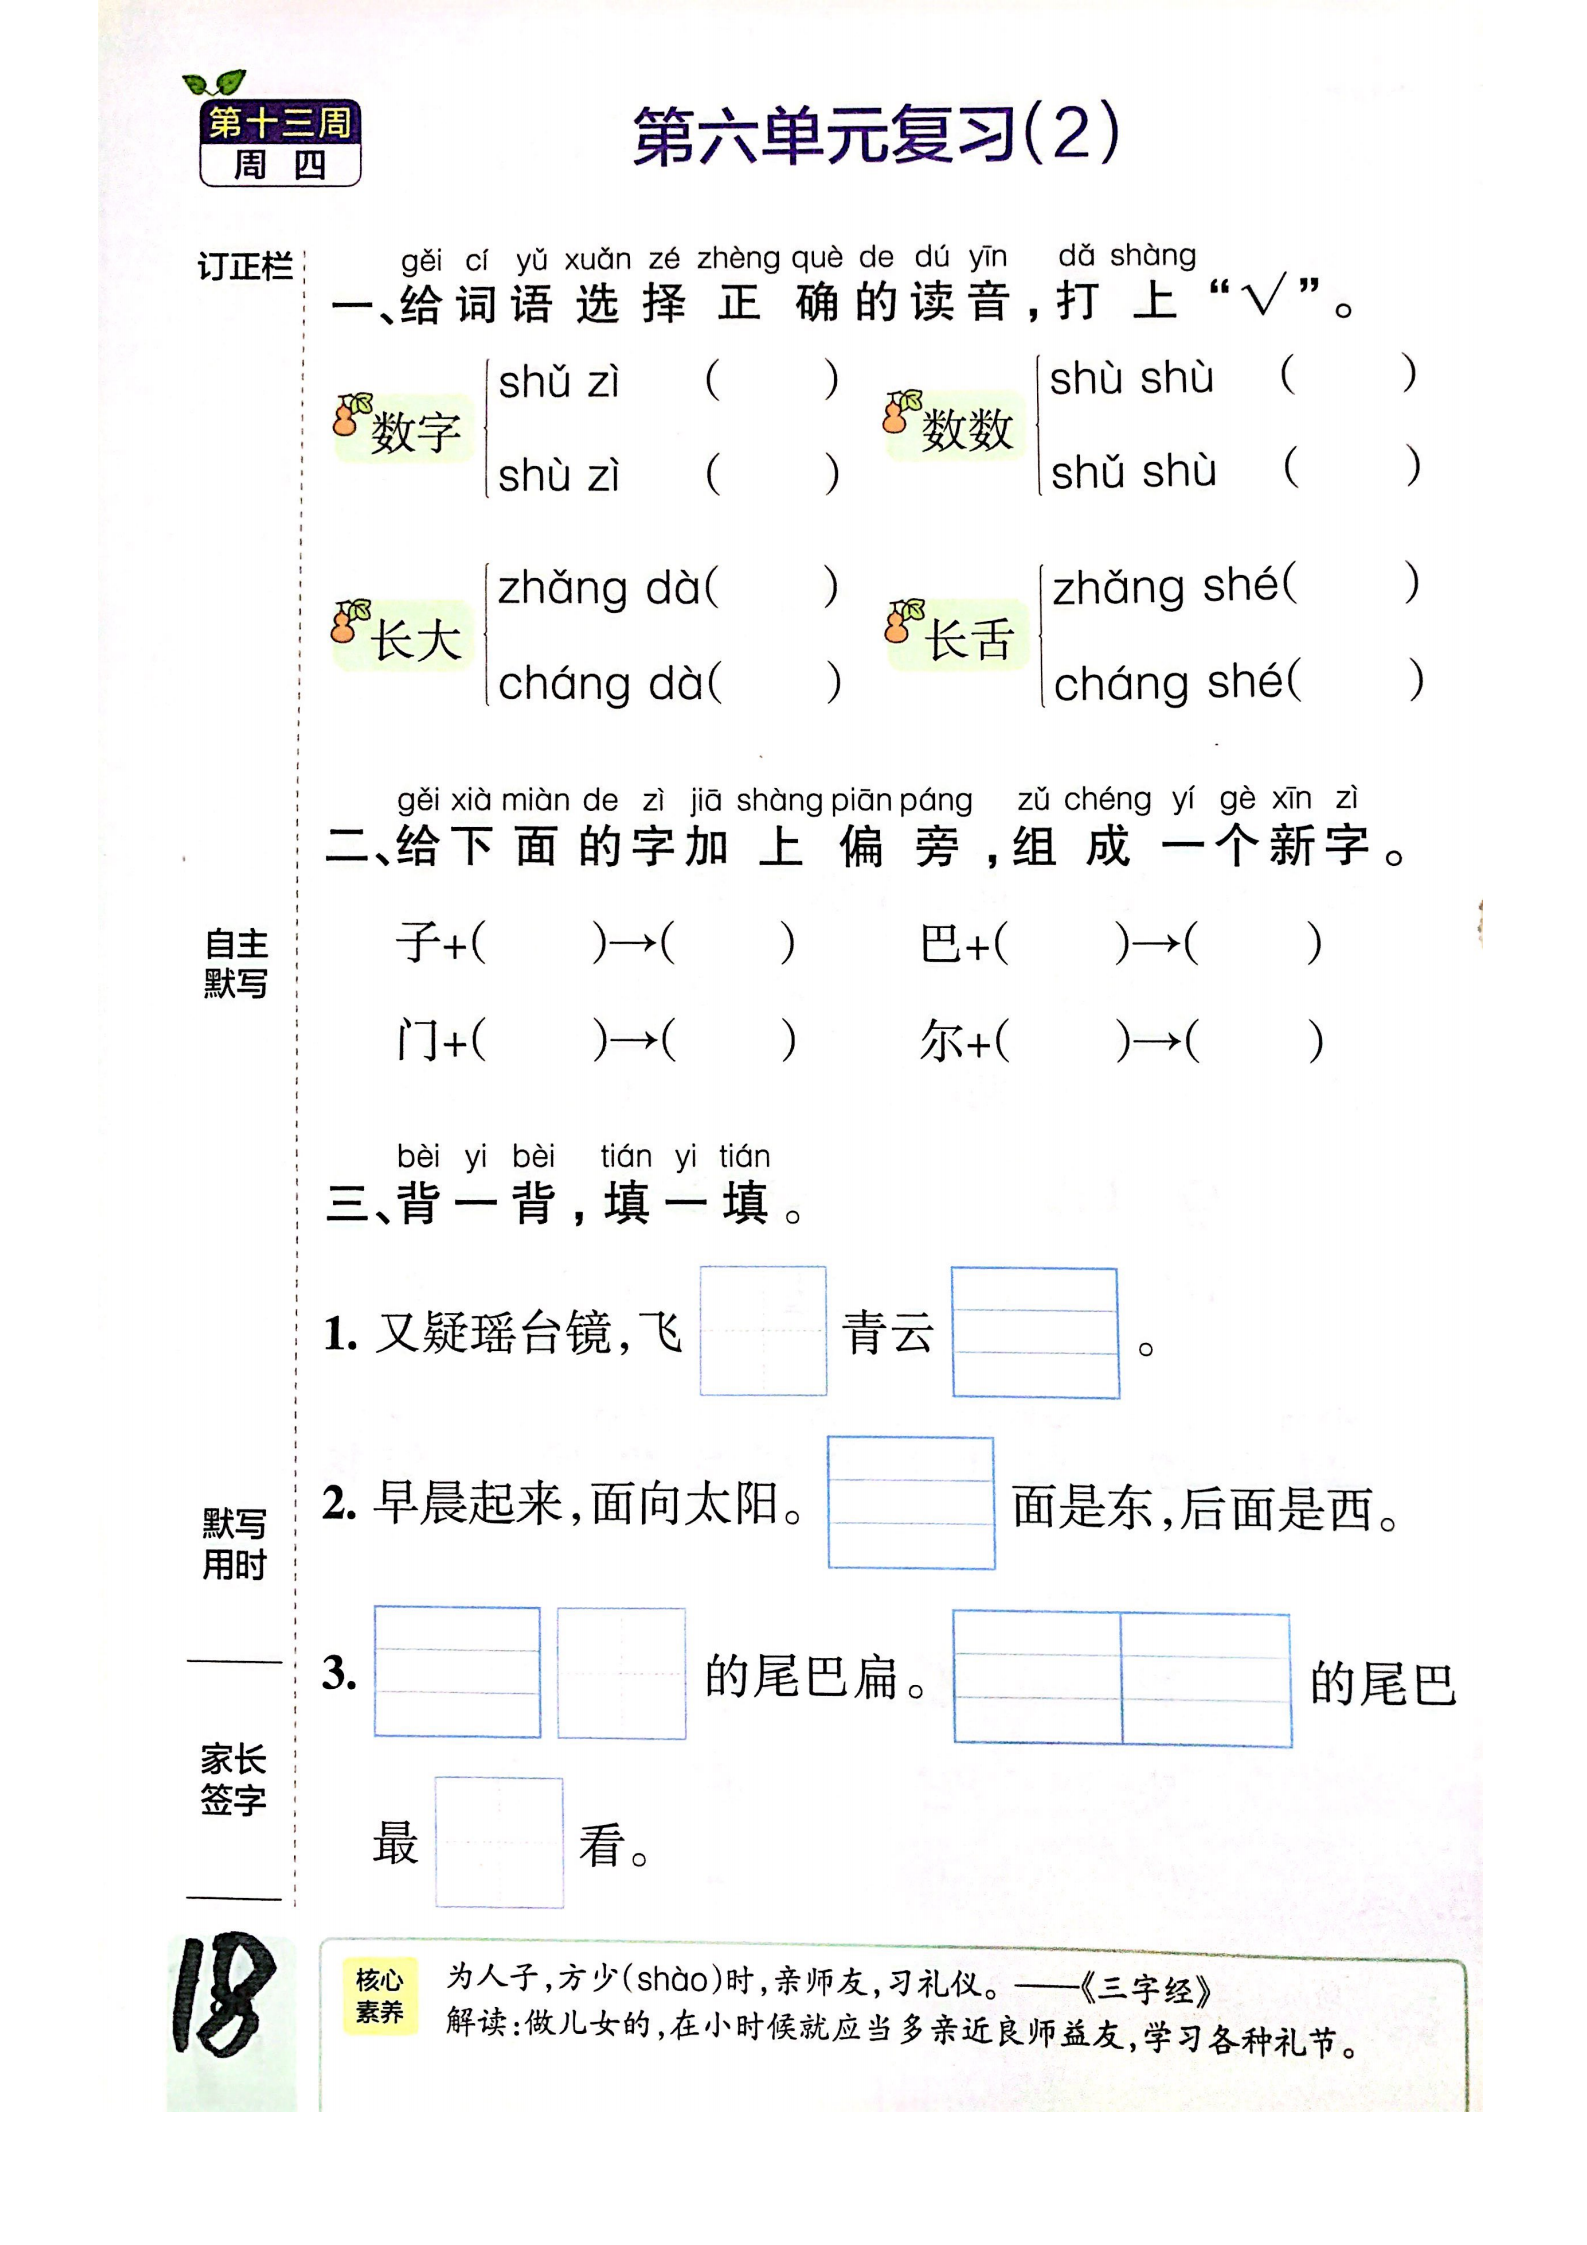 第十三周
周 四
第六单元复习(2)
订正栏
gěi cí yǔ xuǎn zé zhèng què de dú yīn dǎ shàng
一、给词语选择正确的读音,打上“√”。
数字 shǔ zì ( ) 数数 shù shù ( )
shù zì ( ) shǔ shù ( )
长大 zhǎng dà( ) 长舌 zhǎng shé( )
cháng dà( ) cháng shé( )
gěi xià miàn de zì jiā shàng piān páng zǔ chéng yí gè xīn zì
二、给下面的字加上偏旁,组成一个新字。
自主
默写
子+( )→( ) 巴+( )→( )
门+( )→( ) 尔+( )→( )
bèi yi bèi tián yi tián
三、背一背,填一填。
1. 又疑瑶台镜,飞 青云 。
2. 早晨起来,面向太阳。 面是东,后面是西。
默写
用时
3. 的尾巴扁。 的尾巴
最 看。
家长
签字
18
核心
素养
为人子,方少(shào)时,亲师友,习礼仪。——《三字经》
解读:做儿女的,在小时候就应当多亲近良师益友,学习各种礼节。